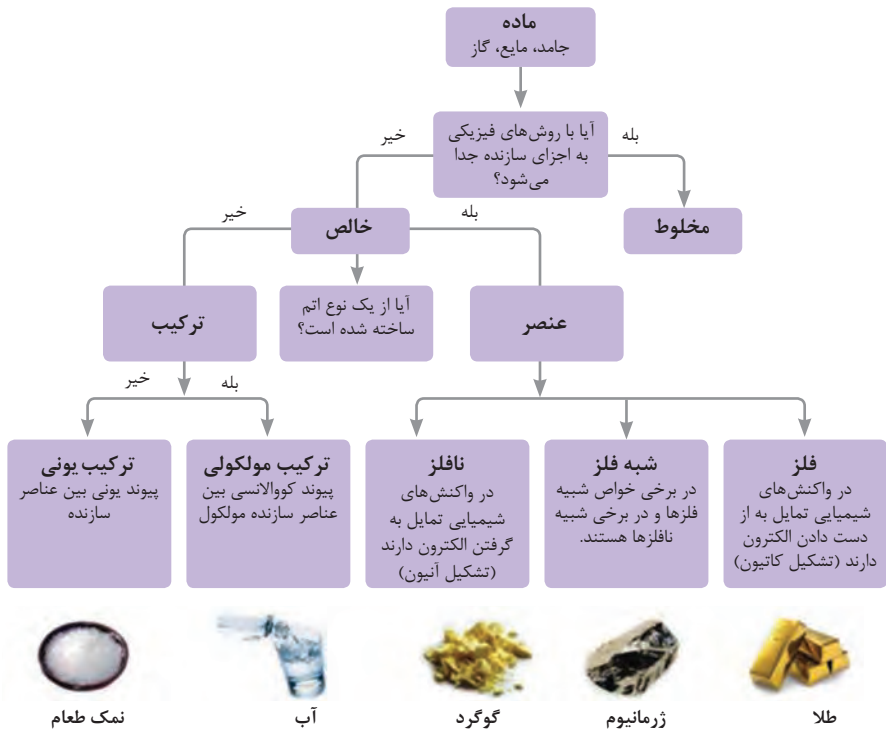 ماده
جامد، مایع، گاز
آیا با روش‌های فیزیکی
به اجزای سازنده جدا
می‌شود؟
بله
خیر
مخلوط
خالص
بله
خیر
آیا از یک نوع اتم
ساخته شده است؟
عنصر
ترکیب
بله
خیر
فلز
در واکنش‌های
شیمیایی تمایل به از
دست دادن الکترون
دارند (تشکیل کاتیون)
شبه فلز
در برخی خواص شبیه
فلزها و در برخی شبیه
نافلزها هستند.
نافلز
در واکنش‌های
شیمیایی تمایل به
گرفتن الکترون دارند
(تشکیل آنیون)
ترکیب مولکولی
پیوند کووالانسی بین
عناصر سازنده مولکول
ترکیب یونی
پیوند یونی بین عناصر
سازنده
طلا
ژرمانیوم
گوگرد
آب
نمک طعام